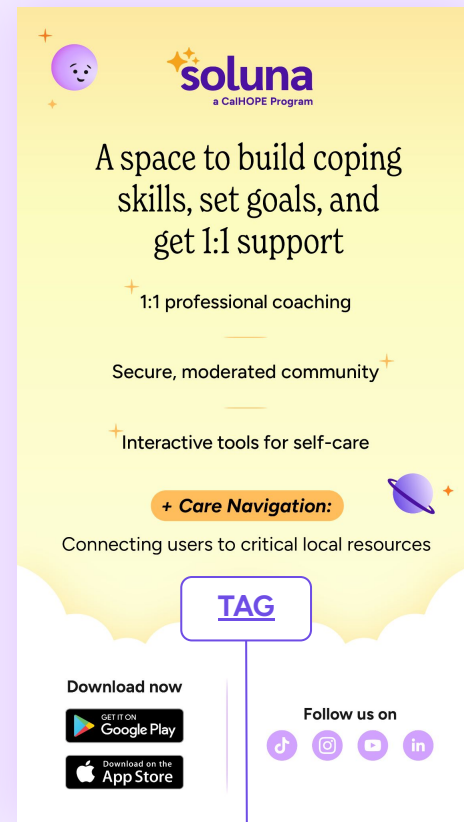 soluna
a CalHOPE Program
A space to build coping
skills, set goals, and
get 1:1 support
1:1 professional coaching
Secure, moderated community
Interactive tools for self-care
+ Care Navigation:
Connecting users to critical local resources
TAG
Download now
GET IT ON
Google Play
Download on the
App Store
Follow us on
in